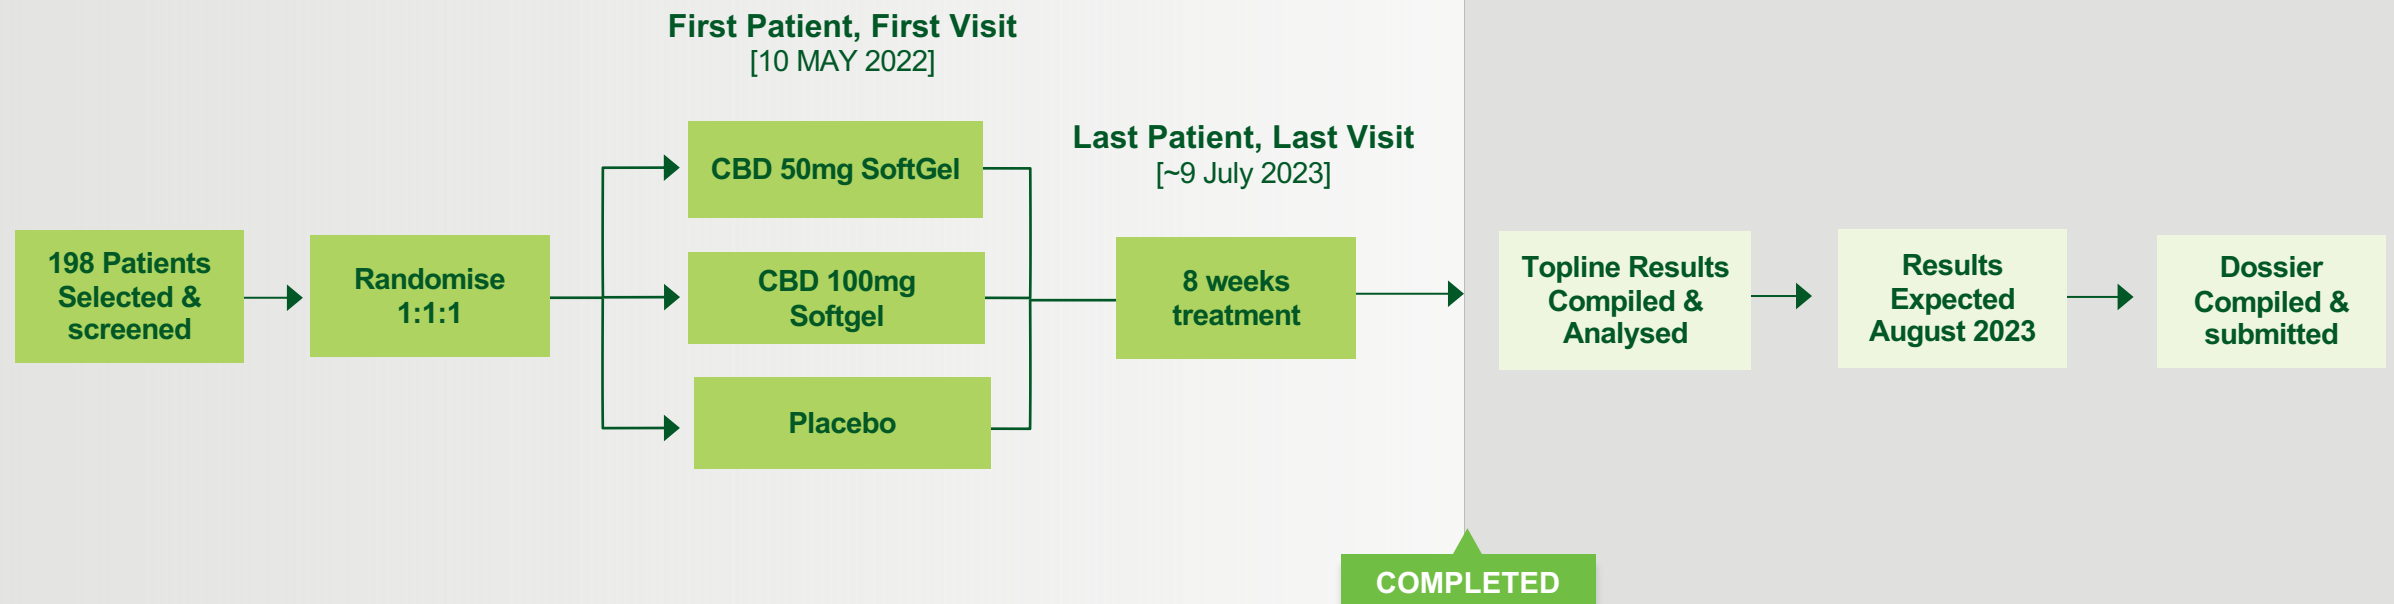 First Patient, First Visit
[10 MAY 2022]
Last Patient, Last Visit
[~9 July 2023]
198 Patients
Selected &
screened
Randomise
1:1:1
CBD 50mg SoftGel
CBD 100mg
Softgel
Placebo
8 weeks
treatment
Topline Results
Compiled &
Analysed
Results
Expected
August 2023
Dossier
Compiled &
submitted
COMPLETED